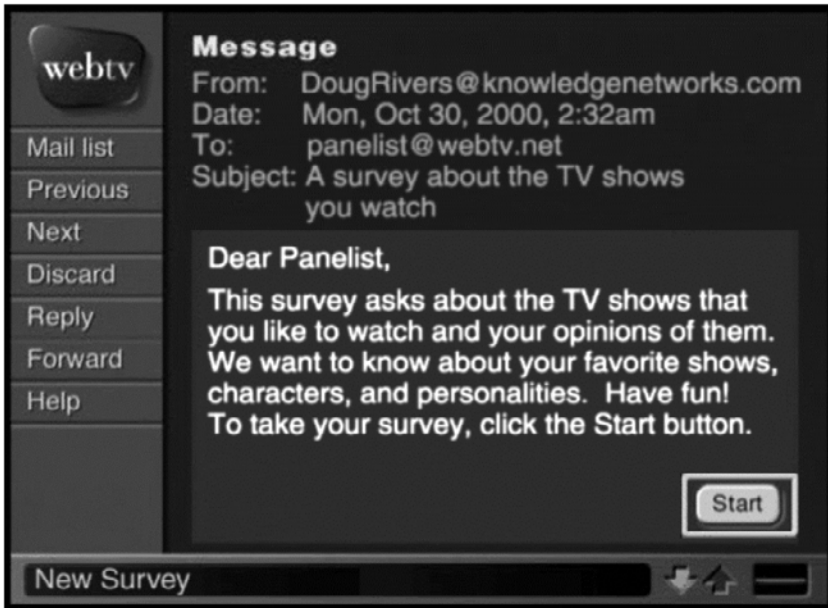 webtv
Mail list
Previous
Next
Discard
Reply
Forward
Help
Message
From: DougRivers@knowledgenetworks.com
Date: Mon, Oct 30, 2000, 2:32am
To: panelist@webtv.net
Subject: A survey about the TV shows
you watch
Dear Panelist,
This survey asks about the TV shows that
you like to watch and your opinions of them.
We want to know about your favorite shows,
characters, and personalities. Have fun!
To take your survey, click the Start button.
Start
New Survey